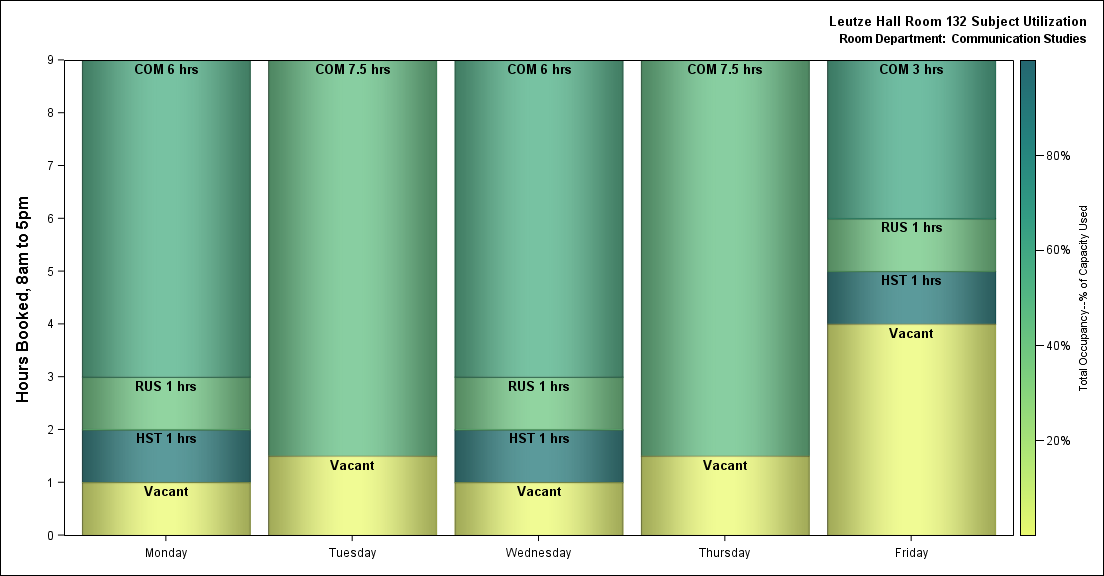 Leutze Hall Room 132 Subject Utilization
Room Department: Communication Studies
Hours Booked, 8am to 5pm
9
8
7
6
5
4
3
2
1
0
COM 6 hrs
RUS 1 hrs
HST 1 hrs
Vacant
COM 7.5 hrs
Vacant
COM 6 hrs
RUS 1 hrs
HST 1 hrs
Vacant
COM 7.5 hrs
Vacant
COM 3 hrs
RUS 1 hrs
HST 1 hrs
Vacant
Monday
Tuesday
Wednesday
Thursday
Friday
80%
60%
40%
20%
Total Occupancy--% of Capacity Used